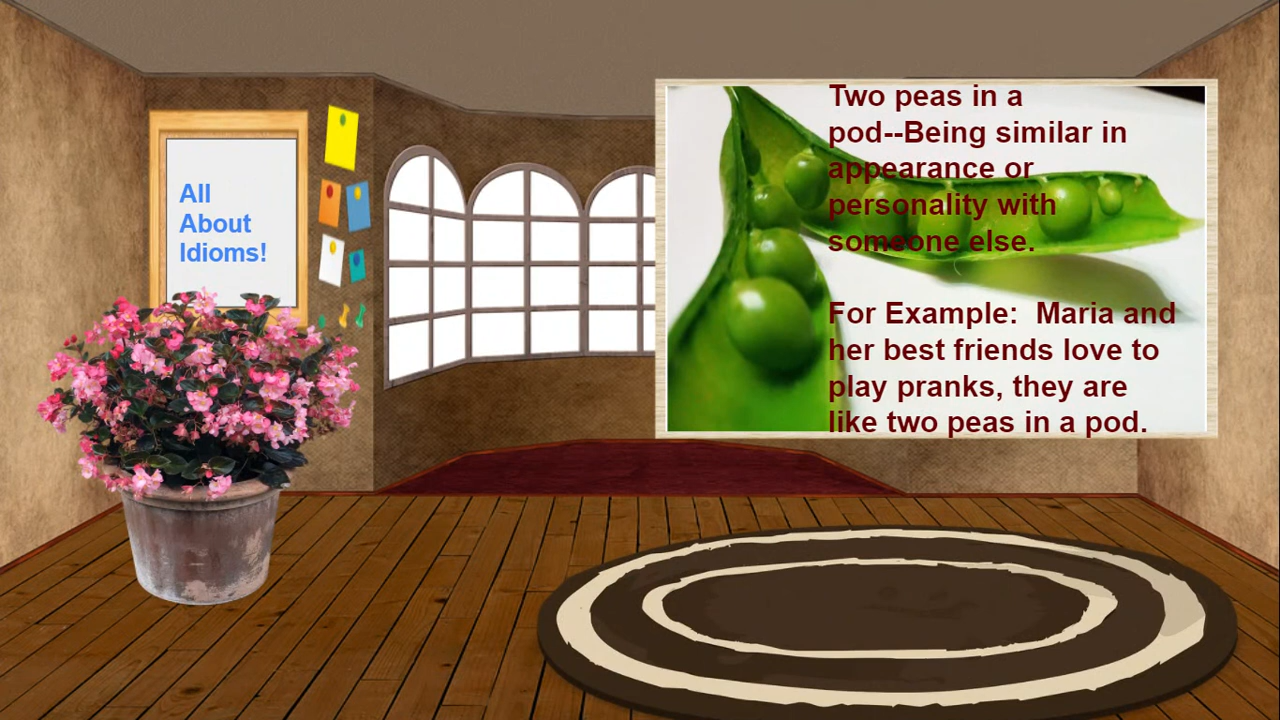 All
About
Idioms!
Two peas in a
pod--Being similar in
appearance or
personality with
someone else.
For Example:  Maria and
her best friends love to
play pranks, they are
like two peas in a pod.